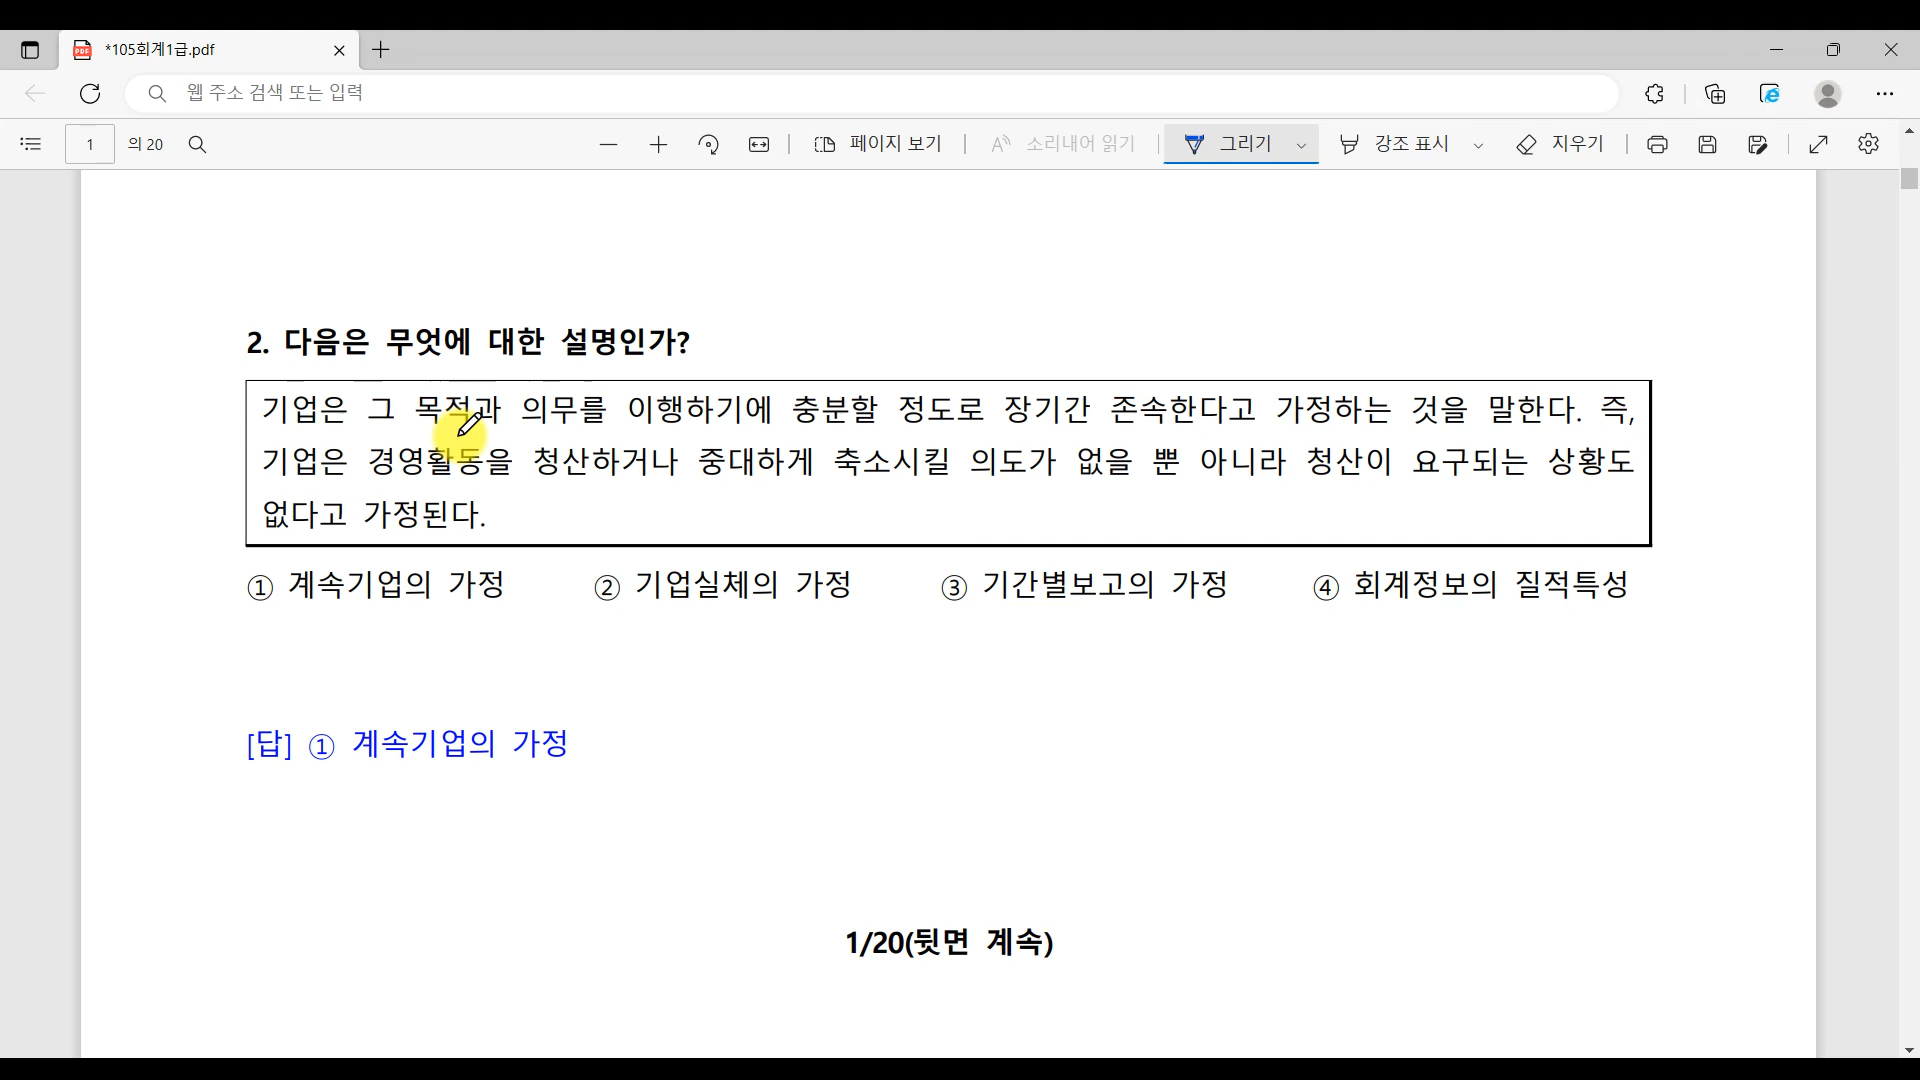 *105회계1급.pdf
웹 주소 검색 또는 입력
1 의 20 페이지 보기 소리내어 읽기 그리기 강조 표시 지우기
2. 다음은 무엇에 대한 설명인가?
기업은 그 목적과 의무를 이행하기에 충분할 정도로 장기간 존속한다고 가정하는 것을 말한다. 즉,
기업은 경영활동을 청산하거나 중대하게 축소시킬 의도가 없을 뿐 아니라 청산이 요구되는 상황도
없다고 가정된다.
① 계속기업의 가정 ② 기업실체의 가정 ③ 기간별보고의 가정 ④ 회계정보의 질적특성
[답] ① 계속기업의 가정
1/20(뒷면 계속)